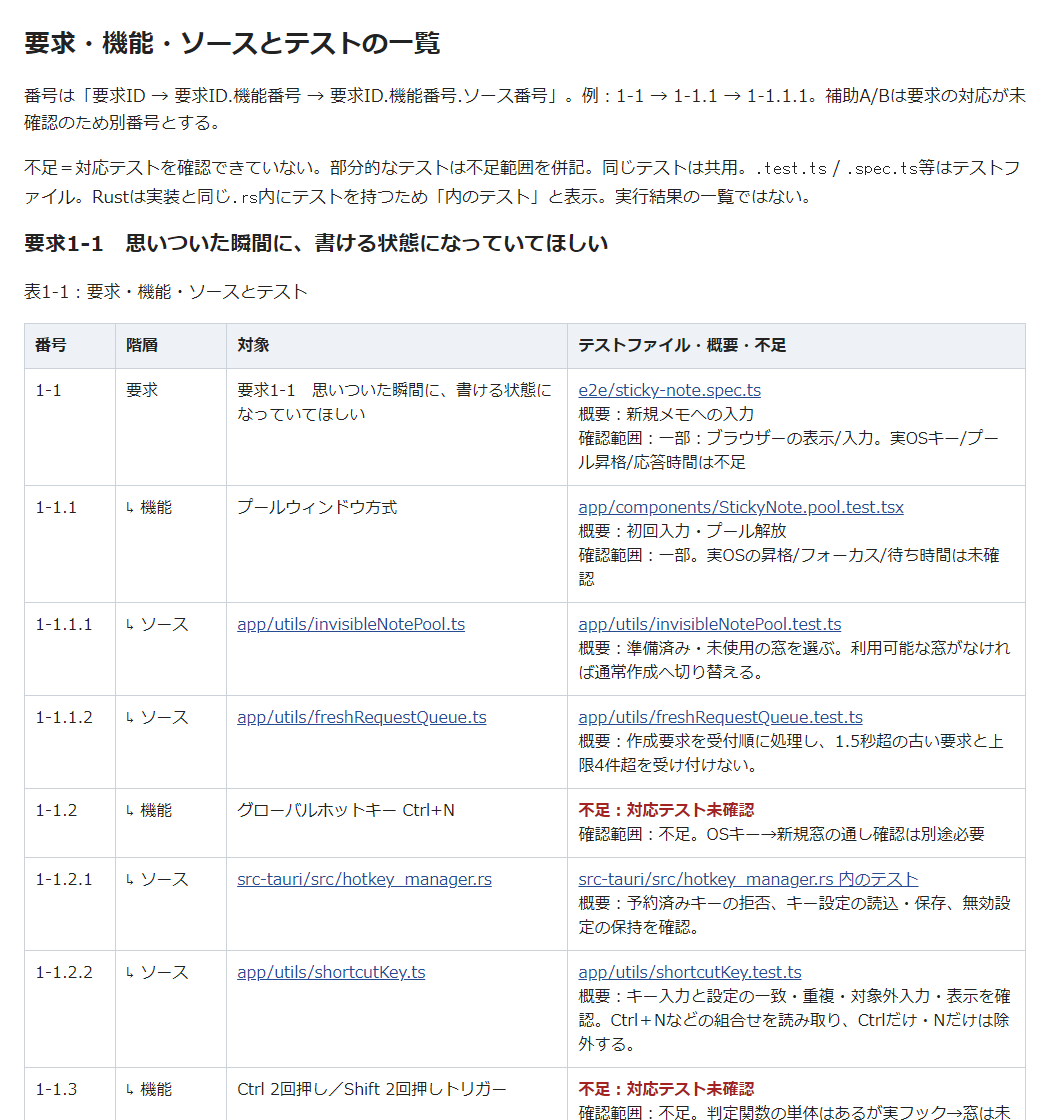 要求・機能・ソースとテストの一覧
番号は「要求ID → 要求ID.機能番号 → 要求ID.機能番号.ソース番号」。例：1-1 → 1-1.1 → 1-1.1.1。補助A/Bは要求の対応が未
確認のため別番号とする。
不足＝対応テストを確認できていない。部分的なテストは不足範囲を併記。同じテストは共用。.test.ts / .spec.ts等はテストフ
ァイル。Rustは実装と同じ.rs内にテストを持つため「内のテスト」と表示。実行結果の一覧ではない。
要求1-1　思いついた瞬間に、書ける状態になっていてほしい
表1-1：要求・機能・ソースとテスト
番号 階層 対象 テストファイル・概要・不足
1-1 要求 要求1-1　思いついた瞬間に、書ける状態に e2e/sticky-note.spec.ts
なっていてほしい 概要：新規メモへの入力
確認範囲：一部：ブラウザーの表示/入力。実OSキー/プー
ル昇格/応答時間は不足
1-1.1 ↳ 機能 プールウィンドウ方式 app/components/StickyNote.pool.test.tsx
概要：初回入力・プール解放
確認範囲：一部。実OSの昇格/フォーカス/待ち時間は未確
認
1-1.1.1 ↳ ソース app/utils/invisibleNotePool.ts app/utils/invisibleNotePool.test.ts
概要：準備済み・未使用の窓を選ぶ。利用可能な窓がなけれ
ば通常作成へ切り替える。
1-1.1.2 ↳ ソース app/utils/freshRequestQueue.ts app/utils/freshRequestQueue.test.ts
概要：作成要求を受付順に処理し、1.5秒超の古い要求と上
限4件超を受け付けない。
1-1.2 ↳ 機能 グローバルホットキー Ctrl+N 不足：対応テスト未確認
確認範囲：不足。OSキー→新規窓の通し確認は別途必要
1-1.2.1 ↳ ソース src-tauri/src/hotkey_manager.rs src-tauri/src/hotkey_manager.rs 内のテスト
概要：予約済みキーの拒否、キー設定の読込・保存、無効設
定の保持を確認。
1-1.2.2 ↳ ソース app/utils/shortcutKey.ts app/utils/shortcutKey.test.ts
概要：キー入力と設定の一致・重複・対象外入力・表示を確
認。Ctrl＋Nなどの組合せを読み取り、Ctrlだけ・Nだけは除
外する。
1-1.3 ↳ 機能 Ctrl 2回押し／Shift 2回押しトリガー 不足：対応テスト未確認
確認範囲：不足。判定関数の単体はあるが実フック→窓は未